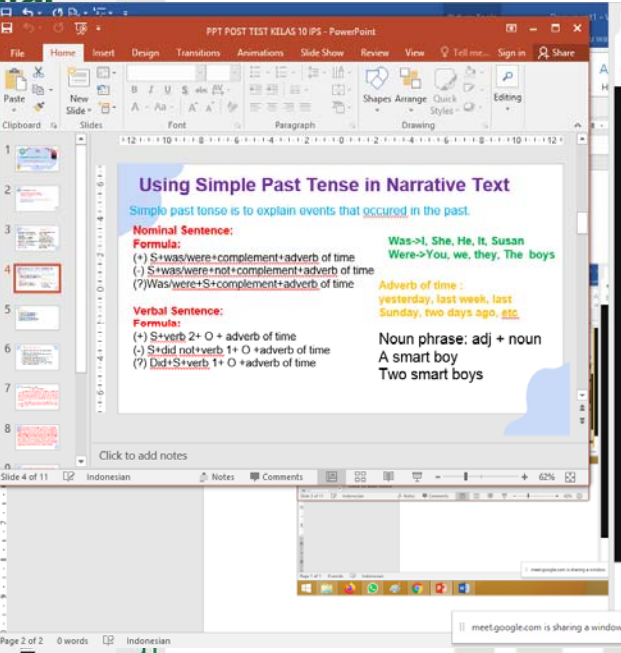 PPT POST TEST KELAS 10 IPS - PowerPoint
File Home Insert Design Transitions Animations Slide Show Review View Tell me... Sign in Share
Paste
New
Slide
Shapes Arrange Quick
Styles
Editing
Clipboard Slides Font Paragraph Drawing
1
2
3
4
5
6
7
8
Using Simple Past Tense in Narrative Text
Simple past tense is to explain events that occured in the past.
Nominal Sentence:
Formula:
(+) S+was/were+complement+adverb of time
(-) S+was/were+not+complement+adverb of time
(?)Was/were+S+complement+adverb of time
Verbal Sentence:
Formula:
(+) S+verb 2+ O + adverb of time
(-) S+did not+verb 1+ O +adverb of time
(?) Did+S+verb 1+ O +adverb of time
Was->I, She, He, It, Susan
Were->You, we, they, The boys
Adverb of time :
yesterday, last week, last
Sunday, two days ago, etc
Noun phrase: adj + noun
A smart boy
Two smart boys
Click to add notes
Slide 4 of 11 Indonesian Notes Comments 62%
meet.google.com is sharing a window
Page 2 of 2 0 words Indonesian